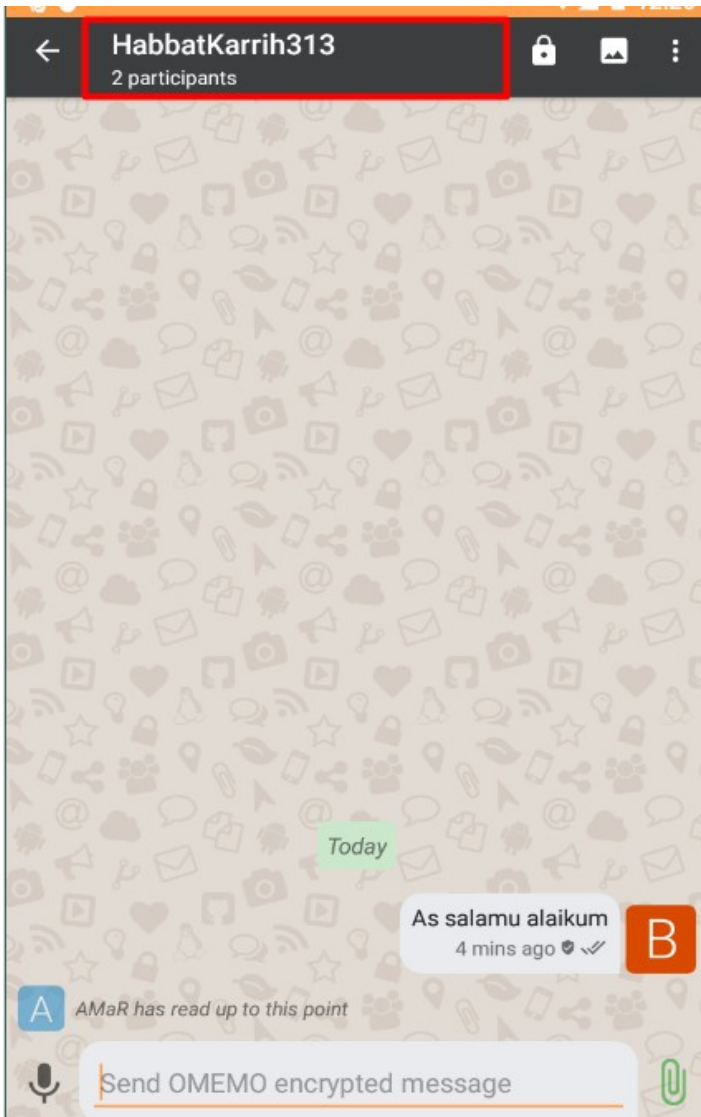 HabbatKarrih313
2 participants
Today
As salamu alaikum
4 mins ago
B
A
AMaR has read up to this point
Send OMEMO encrypted message